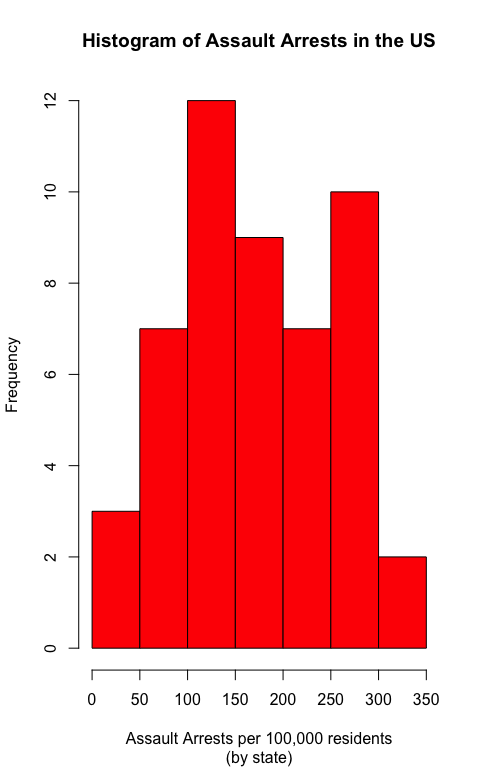 Histogram of Assault Arrests in the US
Frequency
12
10
8
6
4
2
0
0 50 100 150 200 250 300 350
Assault Arrests per 100,000 residents
(by state)